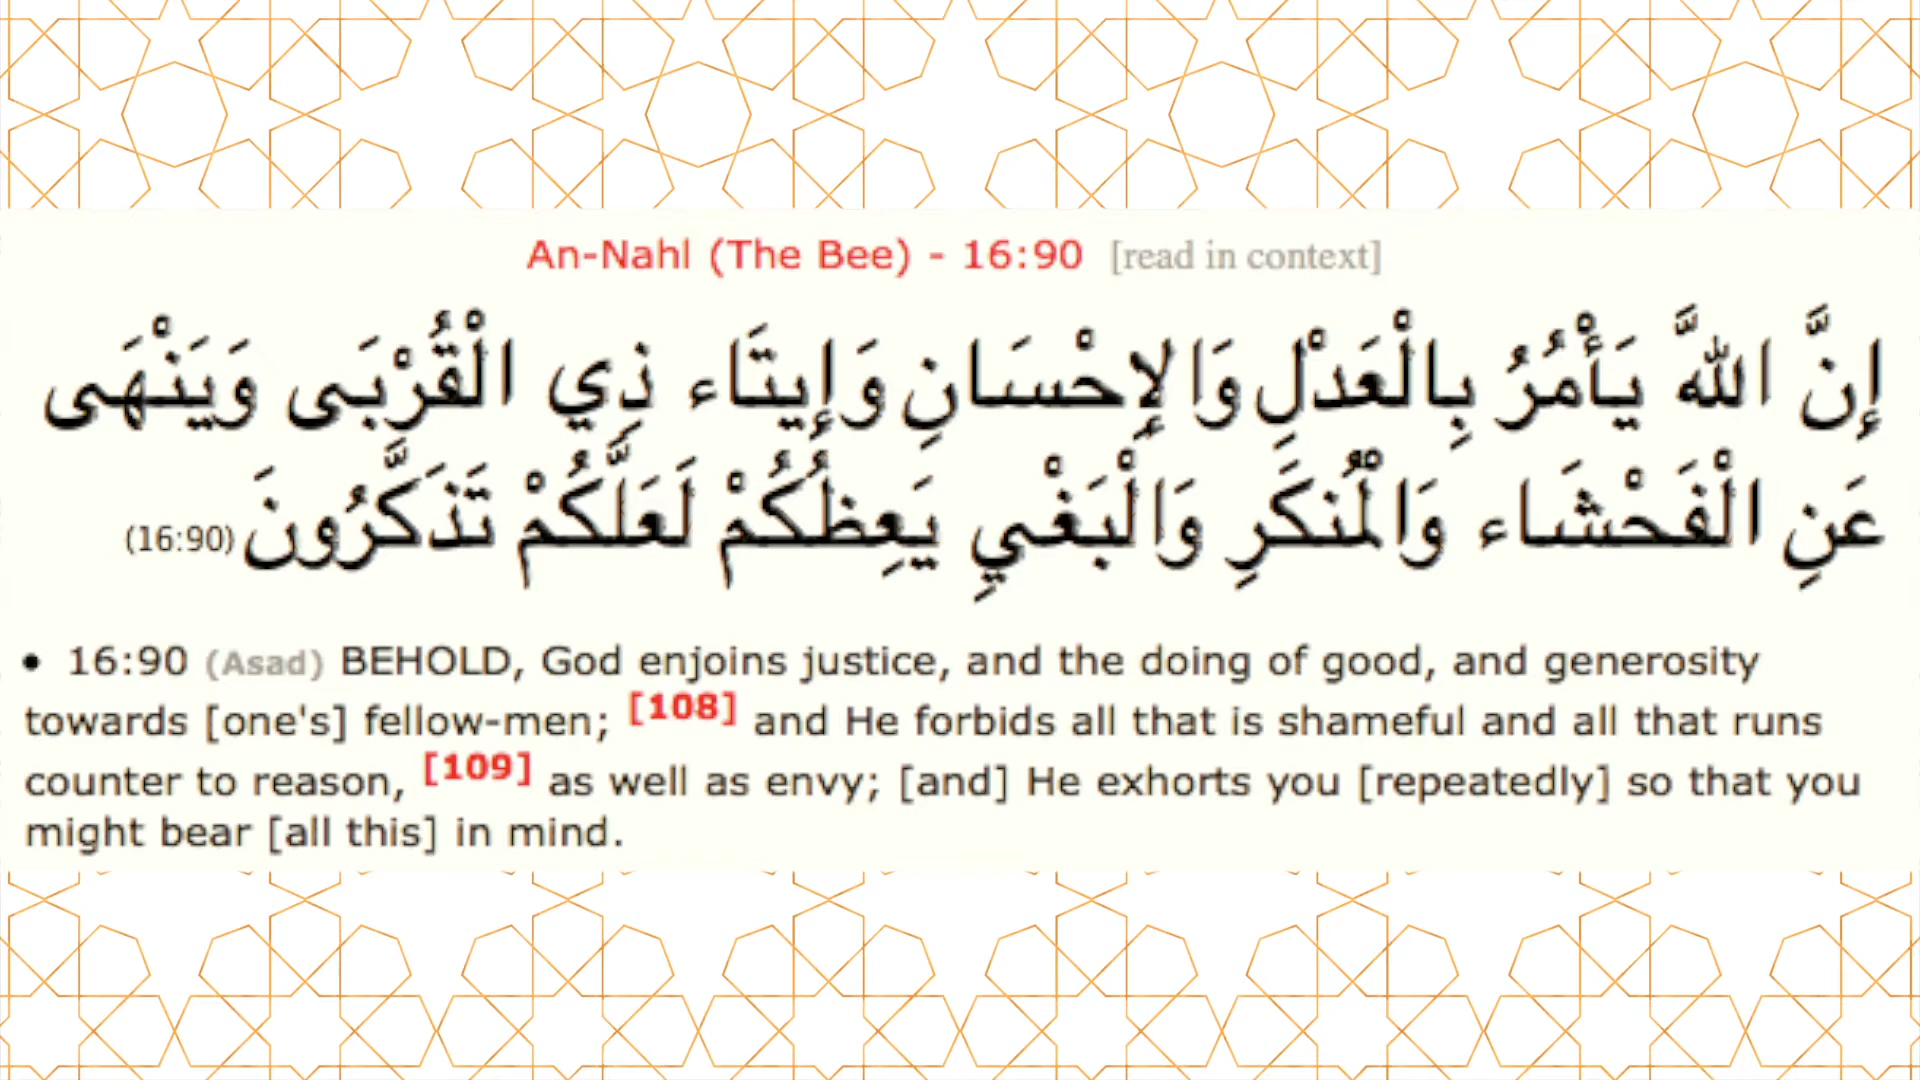 An-Nahl (The Bee) - 16:90 [read in context]
إِنَّ اللهَّ يَأْمُرُ بِالْعَدْلِ وَالإِحْسَانِ وَإِيتَاء ذِي الْقُرْبَى وَيَنْهَى
عَنِ الْفَحْشَاء وَالْمُنكَرِ وَالْبَغْيِ يَعِظُكُمْ لَعَلَّكُمْ تَذَكَّرُونَ (16:90)
• 16:90 (Asad) BEHOLD, God enjoins justice, and the doing of good, and generosity
towards [one's] fellow-men; [108] and He forbids all that is shameful and all that runs
counter to reason, [109] as well as envy; [and] He exhorts you [repeatedly] so that you
might bear [all this] in mind.